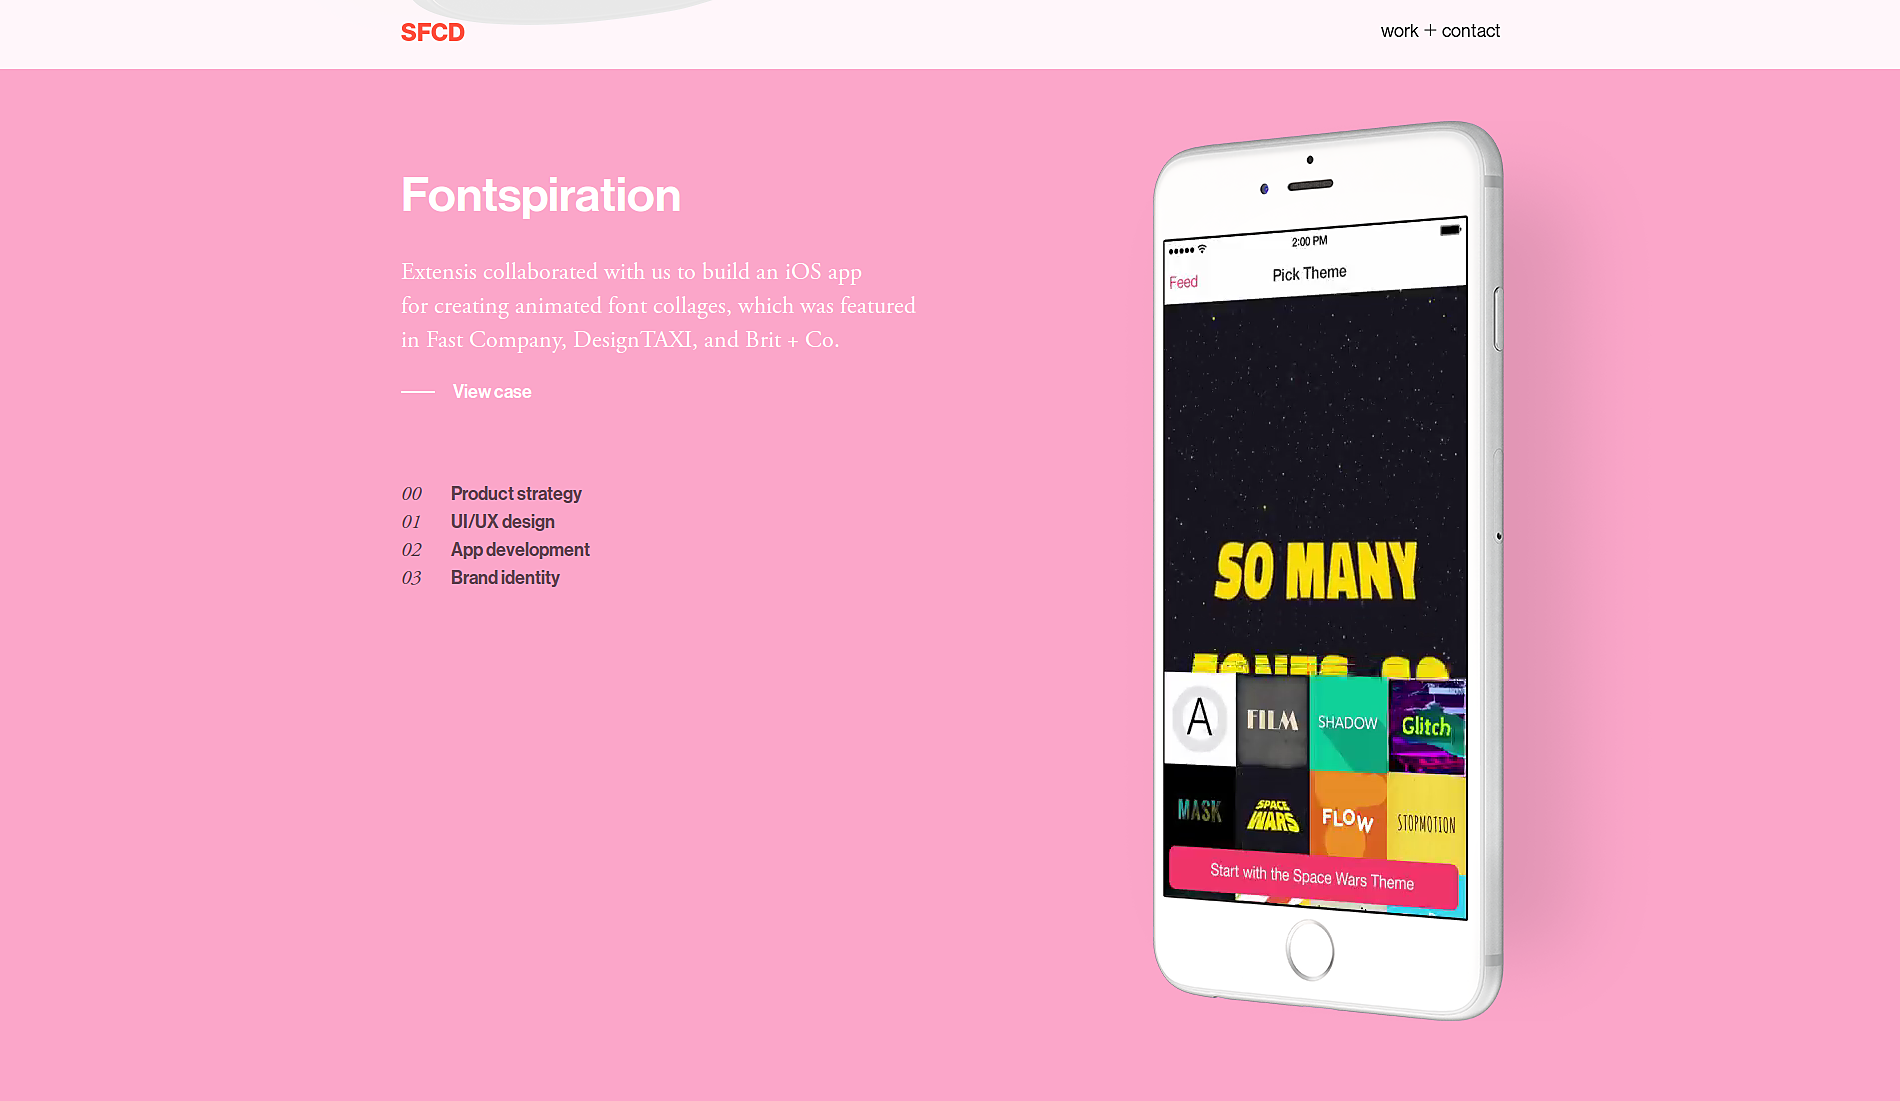 SFCD
work + contact
Fontspiration
Extensis collaborated with us to build an iOS app
for creating animated font collages, which was featured
in Fast Company, DesignTAXI, and Brit + Co.
View case
00 Product strategy
01 UI/UX design
02 App development
03 Brand identity
2:00 PM
Feed
Pick Theme
SO MANY
A
FILM
SHADOW
Glitch
MASK
SPACE
WARS
FLOW
STOPMOTION
Start with the Space Wars Theme